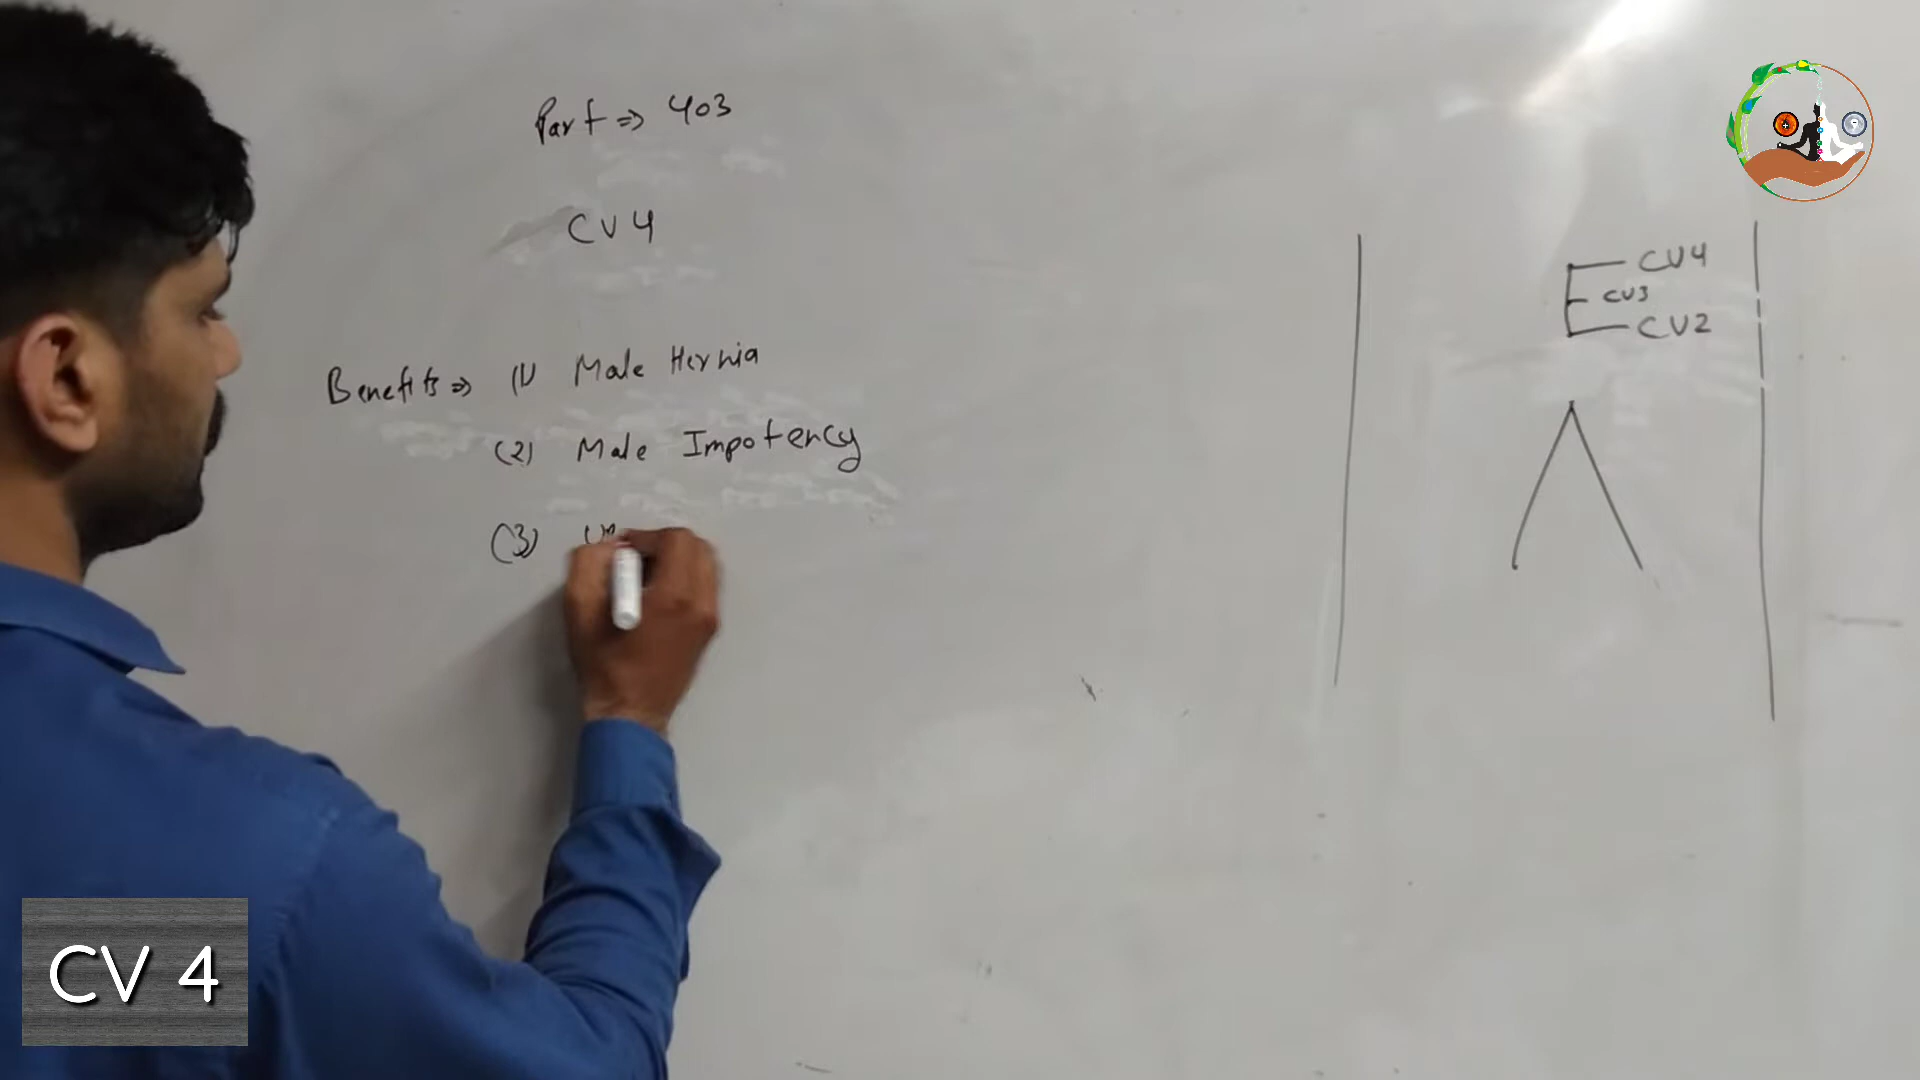 Part ⇒ 403
CV 4
Benefits ⇒ (1) Male Hernia
(2) Male Impotency
(3)
CV4
CV3
CV2
CV 4